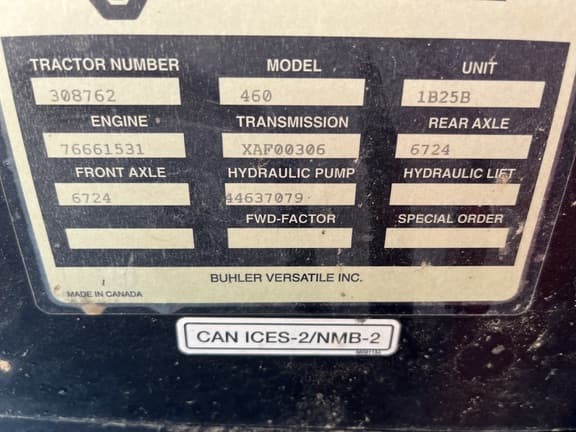 TRACTOR NUMBER MODEL UNIT
308762 460 1B25B
ENGINE TRANSMISSION REAR AXLE
76661531 XAF00306 6724
FRONT AXLE HYDRAULIC PUMP HYDRAULIC LIFT
6724 44637079
FWD-FACTOR SPECIAL ORDER
BUHLER VERSATILE INC.
MADE IN CANADA
CAN ICES-2/NMB-2